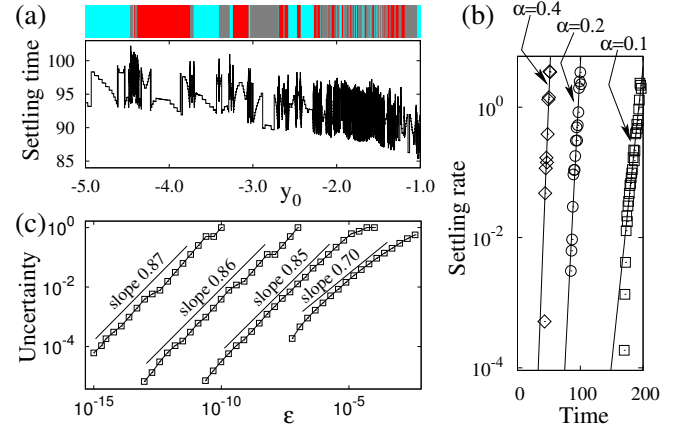 (a)
Settling time
100
95
90
85
-5.0
-4.0
-3.0
-2.0
-1.0
y0
(b)
α=0.4
α=0.2
α=0.1
Settling rate
10^0
10^-2
10^-4
0
100
200
Time
(c)
Uncertainty
10^0
10^-2
10^-4
slope 0.87
slope 0.86
slope 0.85
slope 0.70
10^-15
10^-10
10^-5
ε